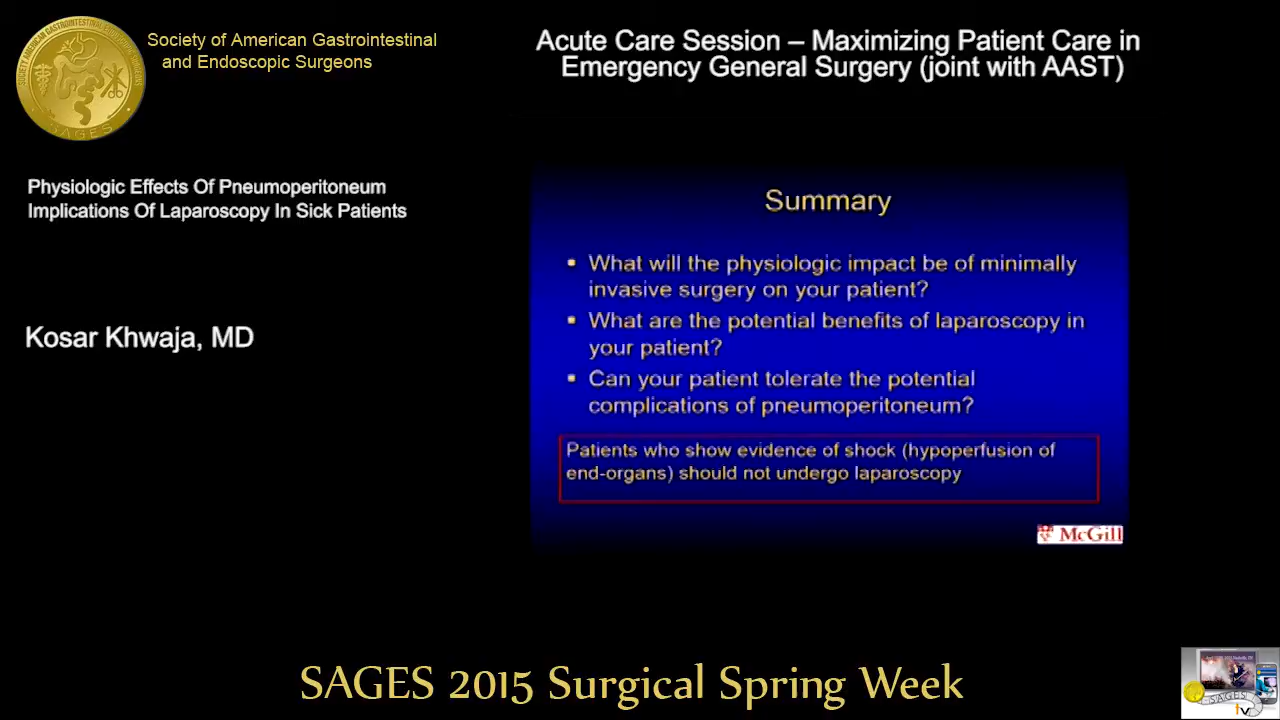 Society of American Gastrointestinal
and Endoscopic Surgeons
SAGES
Acute Care Session – Maximizing Patient Care in
Emergency General Surgery (joint with AAST)
Physiologic Effects Of Pneumoperitoneum
Implications Of Laparoscopy In Sick Patients
Kosar Khwaja, MD
Summary
▪ What will the physiologic impact be of minimally
invasive surgery on your patient?
▪ What are the potential benefits of laparoscopy in
your patient?
▪ Can your patient tolerate the potential
complications of pneumoperitoneum?
Patients who show evidence of shock (hypoperfusion of
end-organs) should not undergo laparoscopy
McGill
SAGES 2015 Surgical Spring Week
SAGES
tv